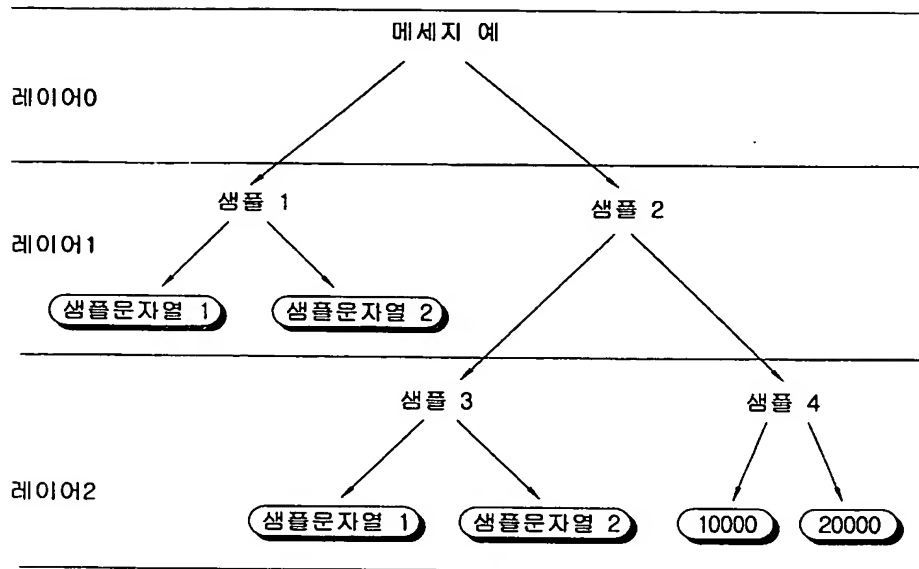 메세지 예
레이어0
샘플 1
샘플 2
레이어1
샘플문자열 1
샘플문자열 2
샘플 3
샘플 4
레이어2
샘플문자열 1
샘플문자열 2
10000
20000